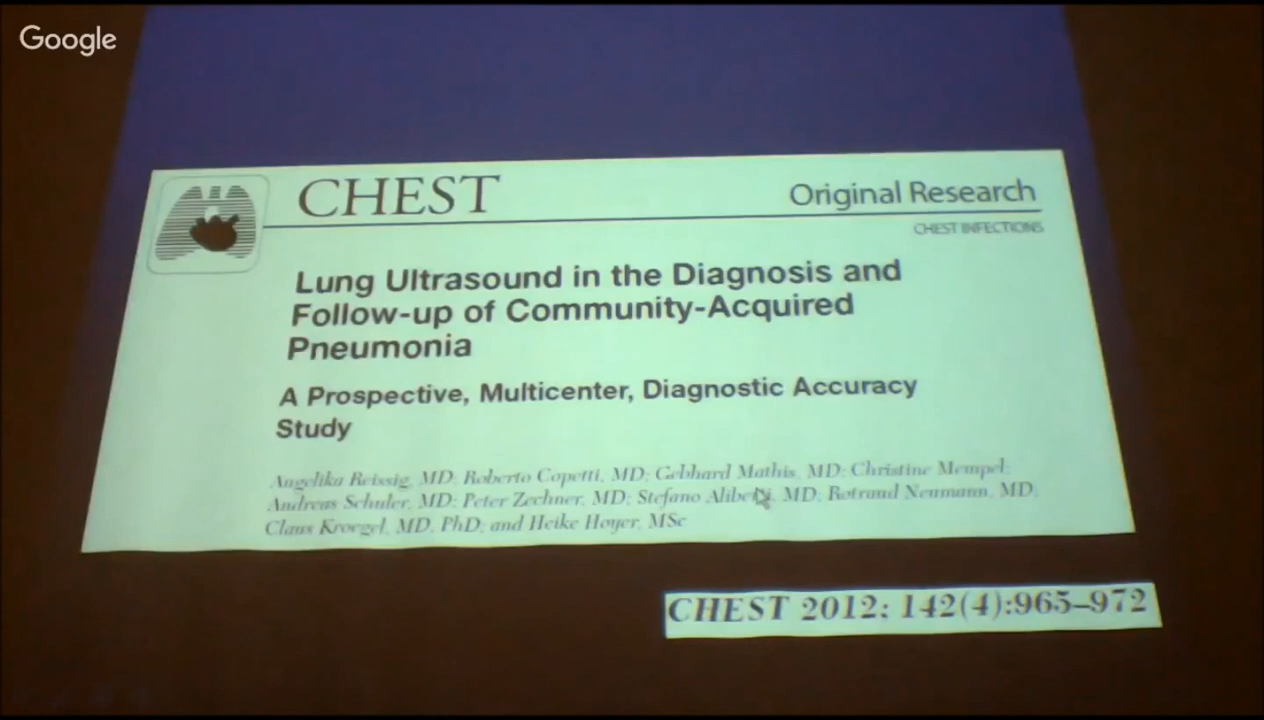 Google
CHEST
Original Research
CHEST INFECTIONS
Lung Ultrasound in the Diagnosis and
Follow-up of Community-Acquired
Pneumonia
A Prospective, Multicenter, Diagnostic Accuracy
Study
Angelika Reissig, MD; Roberto Copetti, MD; Gebhard Mathis, MD; Christine Mempel;
Andreas Schuler, MD; Peter Zechner, MD; Stefano MD; Rotraud Neumann, MD;
Claus Kroegel, MD, PhD; and Heike Hoyer, MSc
CHEST 2012; 142(4):965–972